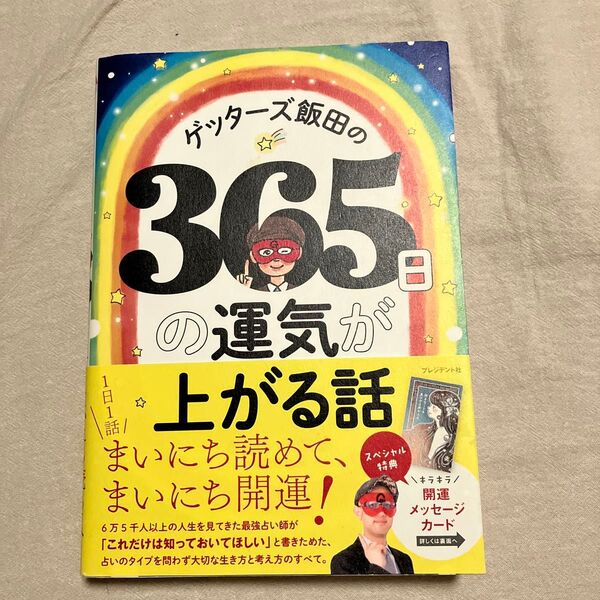 ゲッターズ飯田の
365日
の運気が
上がる話
プレジデント社
1日1話
まいにち読めて、
まいにち開運!
スペシャル
特典
キラキラ
開運
メッセージ
カード
詳しくは裏面へ
6万5千人以上の人生を見てきた最強占い師が
「これだけは知っておいてほしい」と書きためた、
占いのタイプを問わず大切な生き方と考え方のすべて。